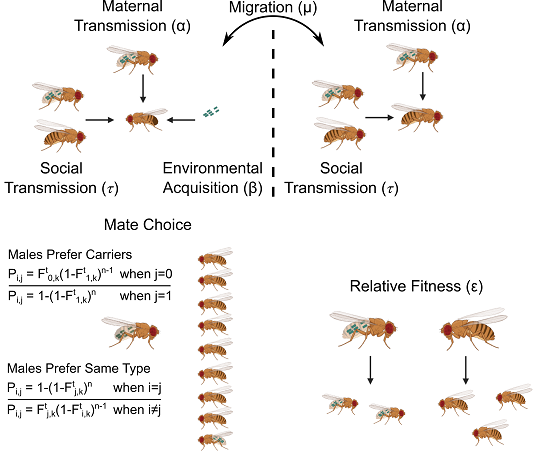 Maternal
Transmission (α)
Migration (μ)
Maternal
Transmission (α)
Social
Transmission (τ)
Environmental
Acquisition (β)
Social
Transmission (τ)
Mate Choice
Males Prefer Carriers
P_{i,j} = F^t_{0,k}(1-F^t_{1,k})^{n-1} when j=0
P_{i,j} = 1-(1-F^t_{1,k})^n when j=1
Relative Fitness (ε)
Males Prefer Same Type
P_{i,j} = 1-(1-F^t_{j,k})^n when i=j
P_{i,j} = F^t_{j,k}(1-F^t_{i,k})^{n-1} when i≠j